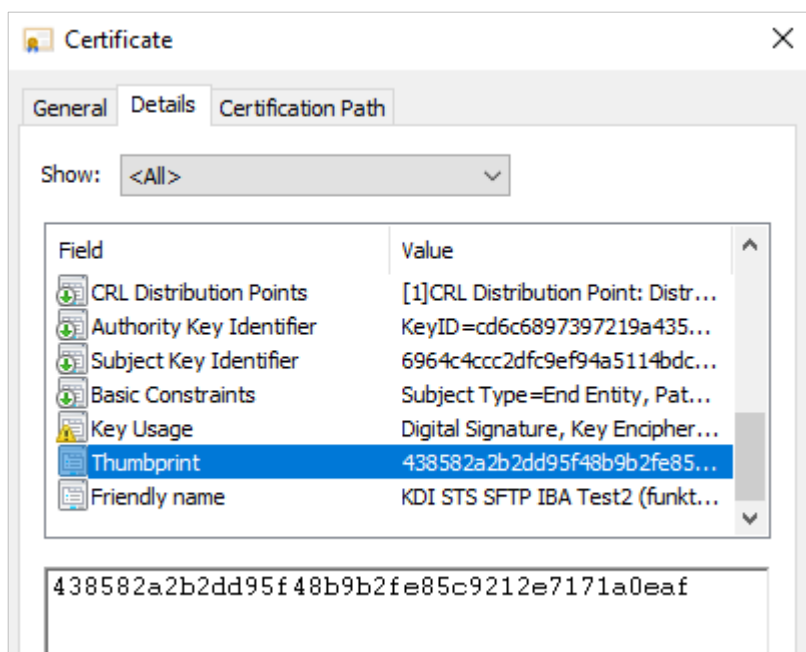 Certificate
General Details Certification Path
Show: <All>
Field Value
CRL Distribution Points [1]CRL Distribution Point: Distr...
Authority Key Identifier KeyID=cd6c6897397219a435...
Subject Key Identifier 6964c4ccc2dfc9ef94a5114bdc...
Basic Constraints Subject Type=End Entity, Pat...
Key Usage Digital Signature, Key Encipher...
Thumbprint 438582a2b2dd95f48b9b2fe85...
Friendly name KDI STS SFTP IBA Test2 (funkt...
438582a2b2dd95f48b9b2fe85c9212e7171a0eaf